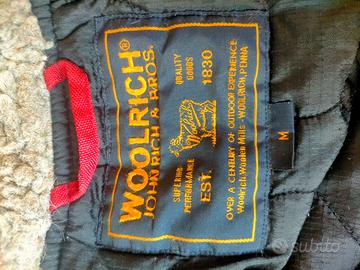 WOOLRICH®
JOHN RICH & BROS.
SUPERIOR
PERFORMANCE
QUALITY
GOODS
Woolrich
EST. 1830
OVER A CENTURY OF OUTDOOR EXPERIENCE
Woolrich Woolen Mills - WOOLRICH, PENNA
M
subito